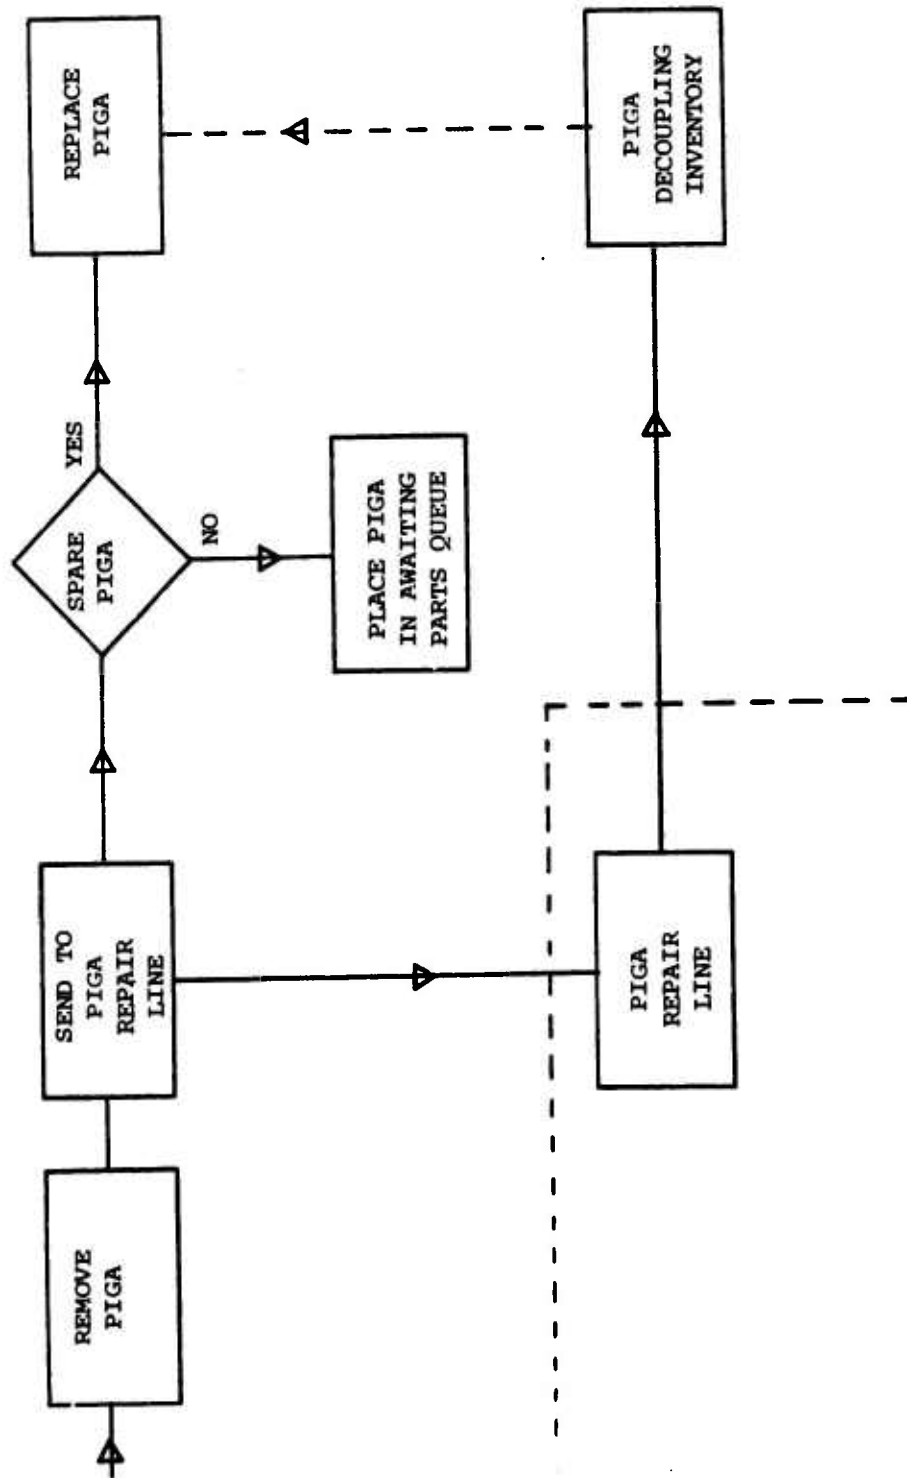 REMOVE
PIGA
SEND TO
PIGA
REPAIR
LINE
SPARE
PIGA
YES
NO
REPLACE
PIGA
PLACE PIGA
IN AWAITING
PARTS QUEUE
PIGA
REPAIR
LINE
PIGA
DECOUPLING
INVENTORY